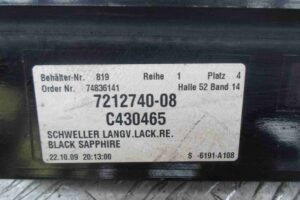 Behälter-Nr. 819 Reihe 1 Platz 4
Order Nr. 74836141 Halle 52 Band 14
7212740-08
C430465
SCHWELLER LANGV.LACK.RE.
BLACK SAPPHIRE
22.10.09 20:13:00 S -6191-A108